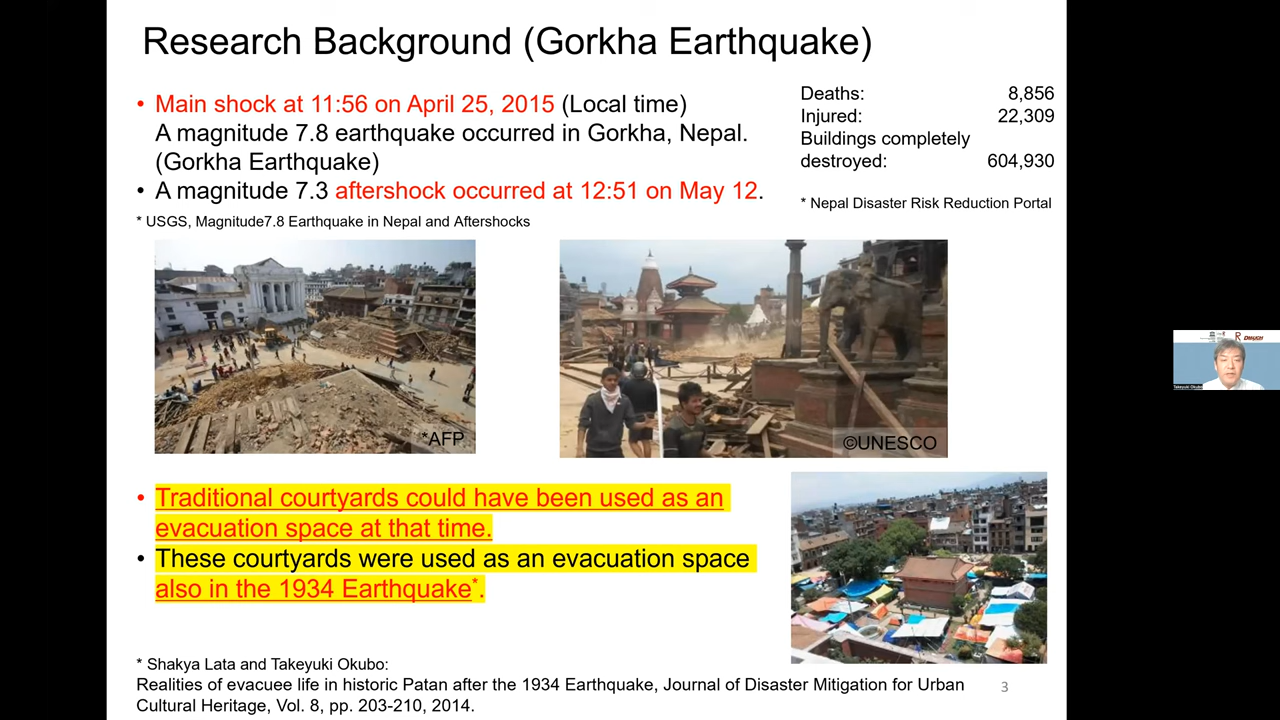 Research Background (Gorkha Earthquake)
• Main shock at 11:56 on April 25, 2015 (Local time)
A magnitude 7.8 earthquake occurred in Gorkha, Nepal.
(Gorkha Earthquake)
• A magnitude 7.3 aftershock occurred at 12:51 on May 12.
* USGS, Magnitude7.8 Earthquake in Nepal and Aftershocks
Deaths: 8,856
Injured: 22,309
Buildings completely
destroyed: 604,930
* Nepal Disaster Risk Reduction Portal
*AFP
©UNESCO
• Traditional courtyards could have been used as an
evacuation space at that time.
• These courtyards were used as an evacuation space
also in the 1934 Earthquake*.
* Shakya Lata and Takeyuki Okubo:
Realities of evacuee life in historic Patan after the 1934 Earthquake, Journal of Disaster Mitigation for Urban
Cultural Heritage, Vol. 8, pp. 203-210, 2014.
3
R DMUCH
Takeyuki Okubo